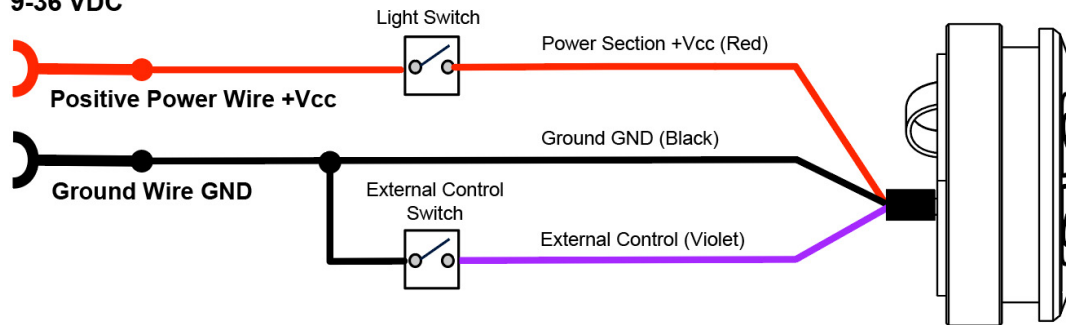 9-36 VDC
Light Switch
Power Section +Vcc (Red)
Positive Power Wire +Vcc
Ground GND (Black)
Ground Wire GND
External Control
Switch
External Control (Violet)